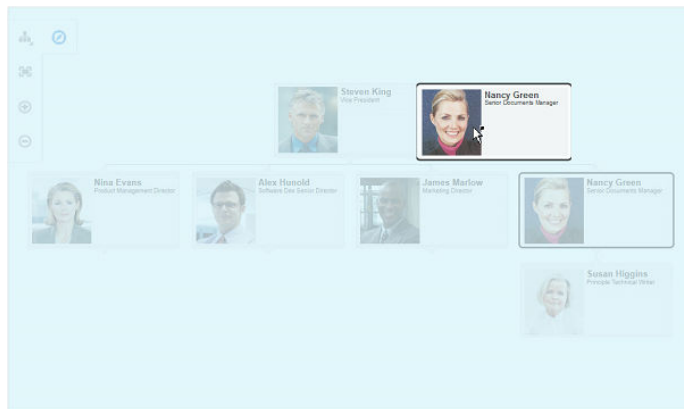 Steven King
Vice President
Nancy Green
Senior Documents Manager
Nina Evans
Product Management Director
Alex Hunold
Software Dev Senior Director
James Marlow
Marketing Director
Nancy Green
Senior Documents Manager
Susan Higgins
Principle Technical Writer